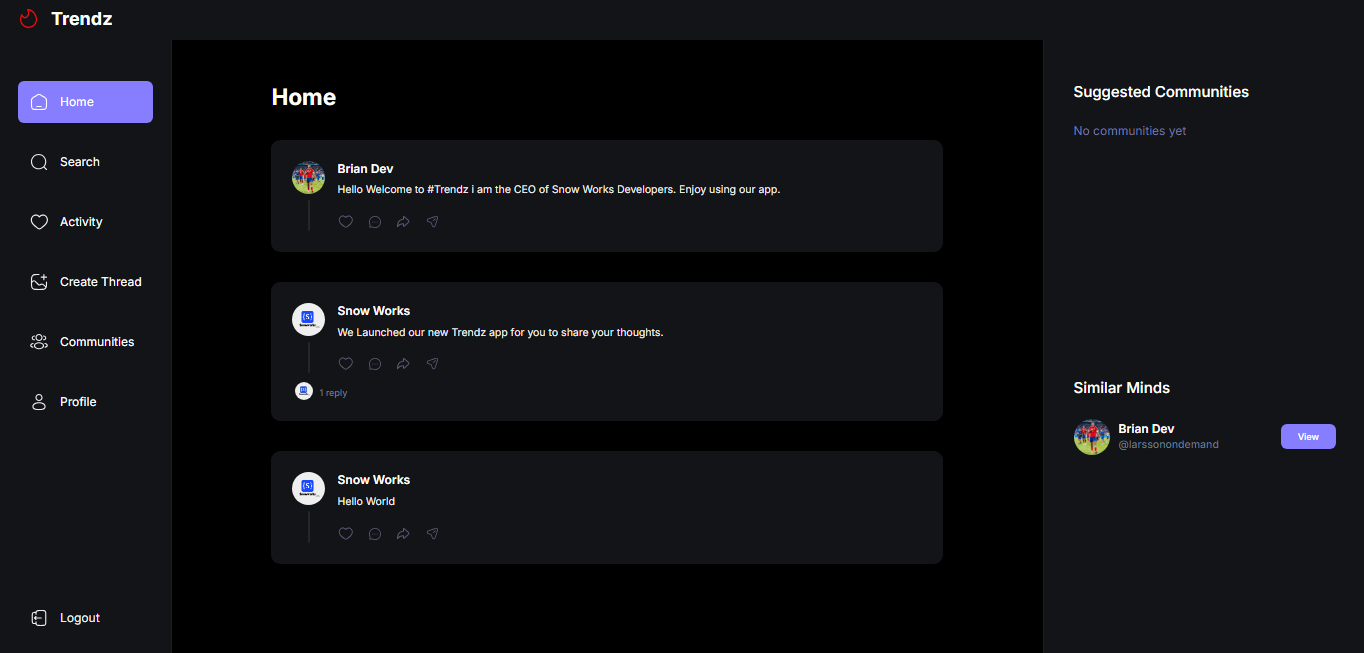 Trendz
Home
Search
Activity
Create Thread
Communities
Profile
Logout
Home
Brian Dev
Hello Welcome to #Trendz i am the CEO of Snow Works Developers. Enjoy using our app.
Snow Works
We Launched our new Trendz app for you to share your thoughts.
1 reply
Snow Works
Hello World
Suggested Communities
No communities yet
Similar Minds
Brian Dev
@larssonondemand
View